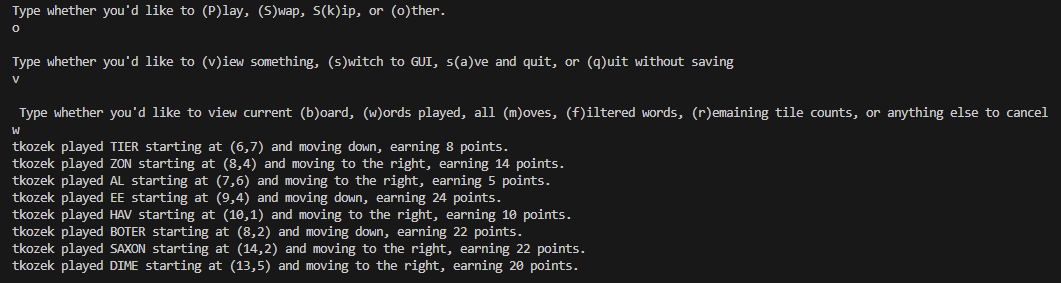 Type whether you'd like to (P)lay, (S)wap, S(k)ip, or (o)ther.
o
Type whether you'd like to (v)iew something, (s)witch to GUI, s(a)ve and quit, or (q)uit without saving
v
Type whether you'd like to view current (b)oard, (w)ords played, all (m)oves, (f)iltered words, (r)emaining tile counts, or anything else to cancel
w
tkozek played TIER starting at (6,7) and moving down, earning 8 points.
tkozek played ZON starting at (8,4) and moving to the right, earning 14 points.
tkozek played AL starting at (7,6) and moving to the right, earning 5 points.
tkozek played EE starting at (9,4) and moving down, earning 24 points.
tkozek played HAV starting at (10,1) and moving to the right, earning 10 points.
tkozek played BOTER starting at (8,2) and moving down, earning 22 points.
tkozek played SAXON starting at (14,2) and moving to the right, earning 22 points.
tkozek played DIME starting at (13,5) and moving to the right, earning 20 points.